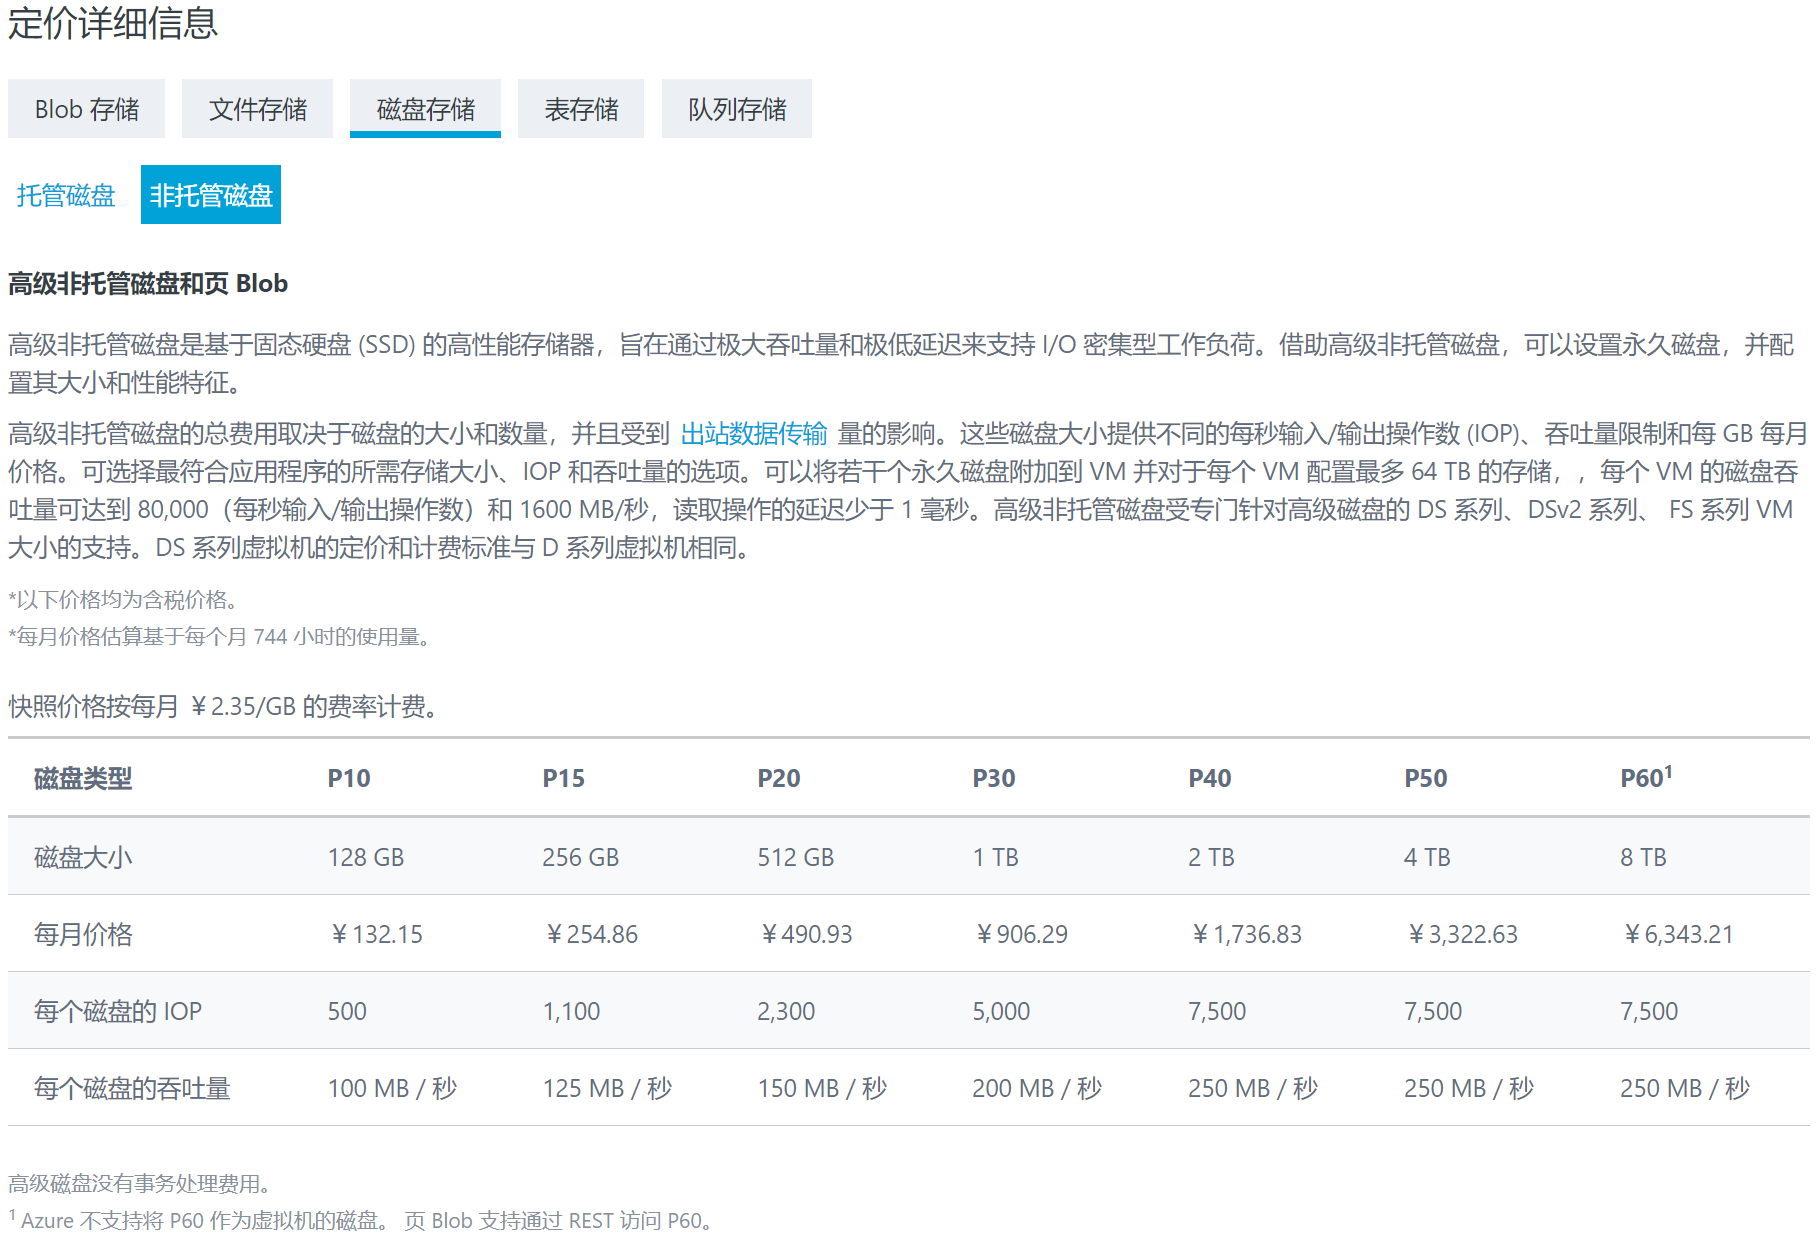 定价详细信息
Blob 存储 文件存储 磁盘存储 表存储 队列存储
托管磁盘 非托管磁盘
高级非托管磁盘和页 Blob
高级非托管磁盘是基于固态硬盘 (SSD) 的高性能存储器，旨在通过极大吞吐量和极低延迟来支持 I/O 密集型工作负荷。借助高级非托管磁盘，可以设置永久磁盘，并配
置其大小和性能特征。
高级非托管磁盘的总费用取决于磁盘的大小和数量，并且受到 出站数据传输 量的影响。这些磁盘大小提供不同的每秒输入/输出操作数 (IOP)、吞吐量限制和每 GB 每月
价格。可选择最符合应用程序的所需存储大小、IOP 和吞吐量的选项。可以将若干个永久磁盘附加到 VM 并对于每个 VM 配置最多 64 TB 的存储，，每个 VM 的磁盘吞
吐量可达到 80,000（每秒输入/输出操作数）和 1600 MB/秒，读取操作的延迟少于 1 毫秒。高级非托管磁盘受专门针对高级磁盘的 DS 系列、DSv2 系列、 FS 系列 VM
大小的支持。DS 系列虚拟机的定价和计费标准与 D 系列虚拟机相同。
*以下价格均为含税价格。
*每月价格估算基于每个月 744 小时的使用量。
快照价格按每月 ￥2.35/GB 的费率计费。
磁盘类型 P10 P15 P20 P30 P40 P50 P60¹
磁盘大小 128 GB 256 GB 512 GB 1 TB 2 TB 4 TB 8 TB
每月价格 ￥132.15 ￥254.86 ￥490.93 ￥906.29 ￥1,736.83 ￥3,322.63 ￥6,343.21
每个磁盘的 IOP 500 1,100 2,300 5,000 7,500 7,500 7,500
每个磁盘的吞吐量 100 MB / 秒 125 MB / 秒 150 MB / 秒 200 MB / 秒 250 MB / 秒 250 MB / 秒 250 MB / 秒
高级磁盘没有事务处理费用。
¹ Azure 不支持将 P60 作为虚拟机的磁盘。 页 Blob 支持通过 REST 访问 P60。